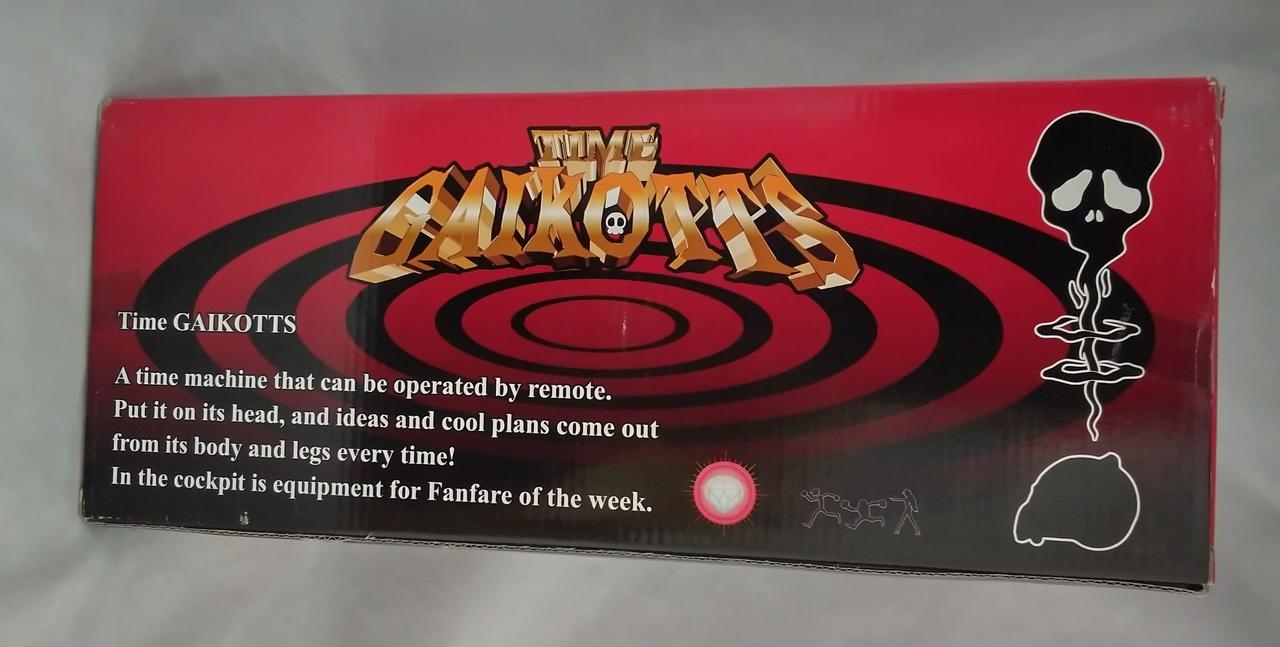 TIME
GAIKOTTS
Time GAIKOTTS
A time machine that can be operated by remote.
Put it on its head, and ideas and cool plans come out
from its body and legs every time!
In the cockpit is equipment for Fanfare of the week.